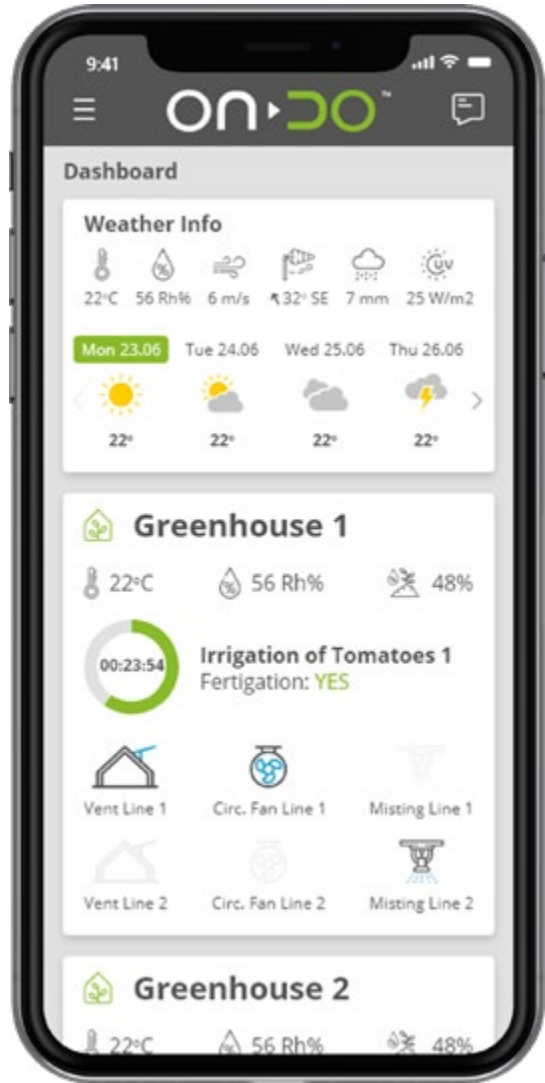 9:41
ON▸DO™
Dashboard
Weather Info
22°C 56 Rh% 6 m/s ↖32° SE 7 mm 25 W/m2
Mon 23.06 Tue 24.06 Wed 25.06 Thu 26.06
22° 22° 22° 22°
Greenhouse 1
22°C 56 Rh% 48%
00:23:54
Irrigation of Tomatoes 1
Fertigation: YES
Vent Line 1 Circ. Fan Line 1 Misting Line 1
Vent Line 2 Circ. Fan Line 2 Misting Line 2
Greenhouse 2
22°C 56 Rh% 48%